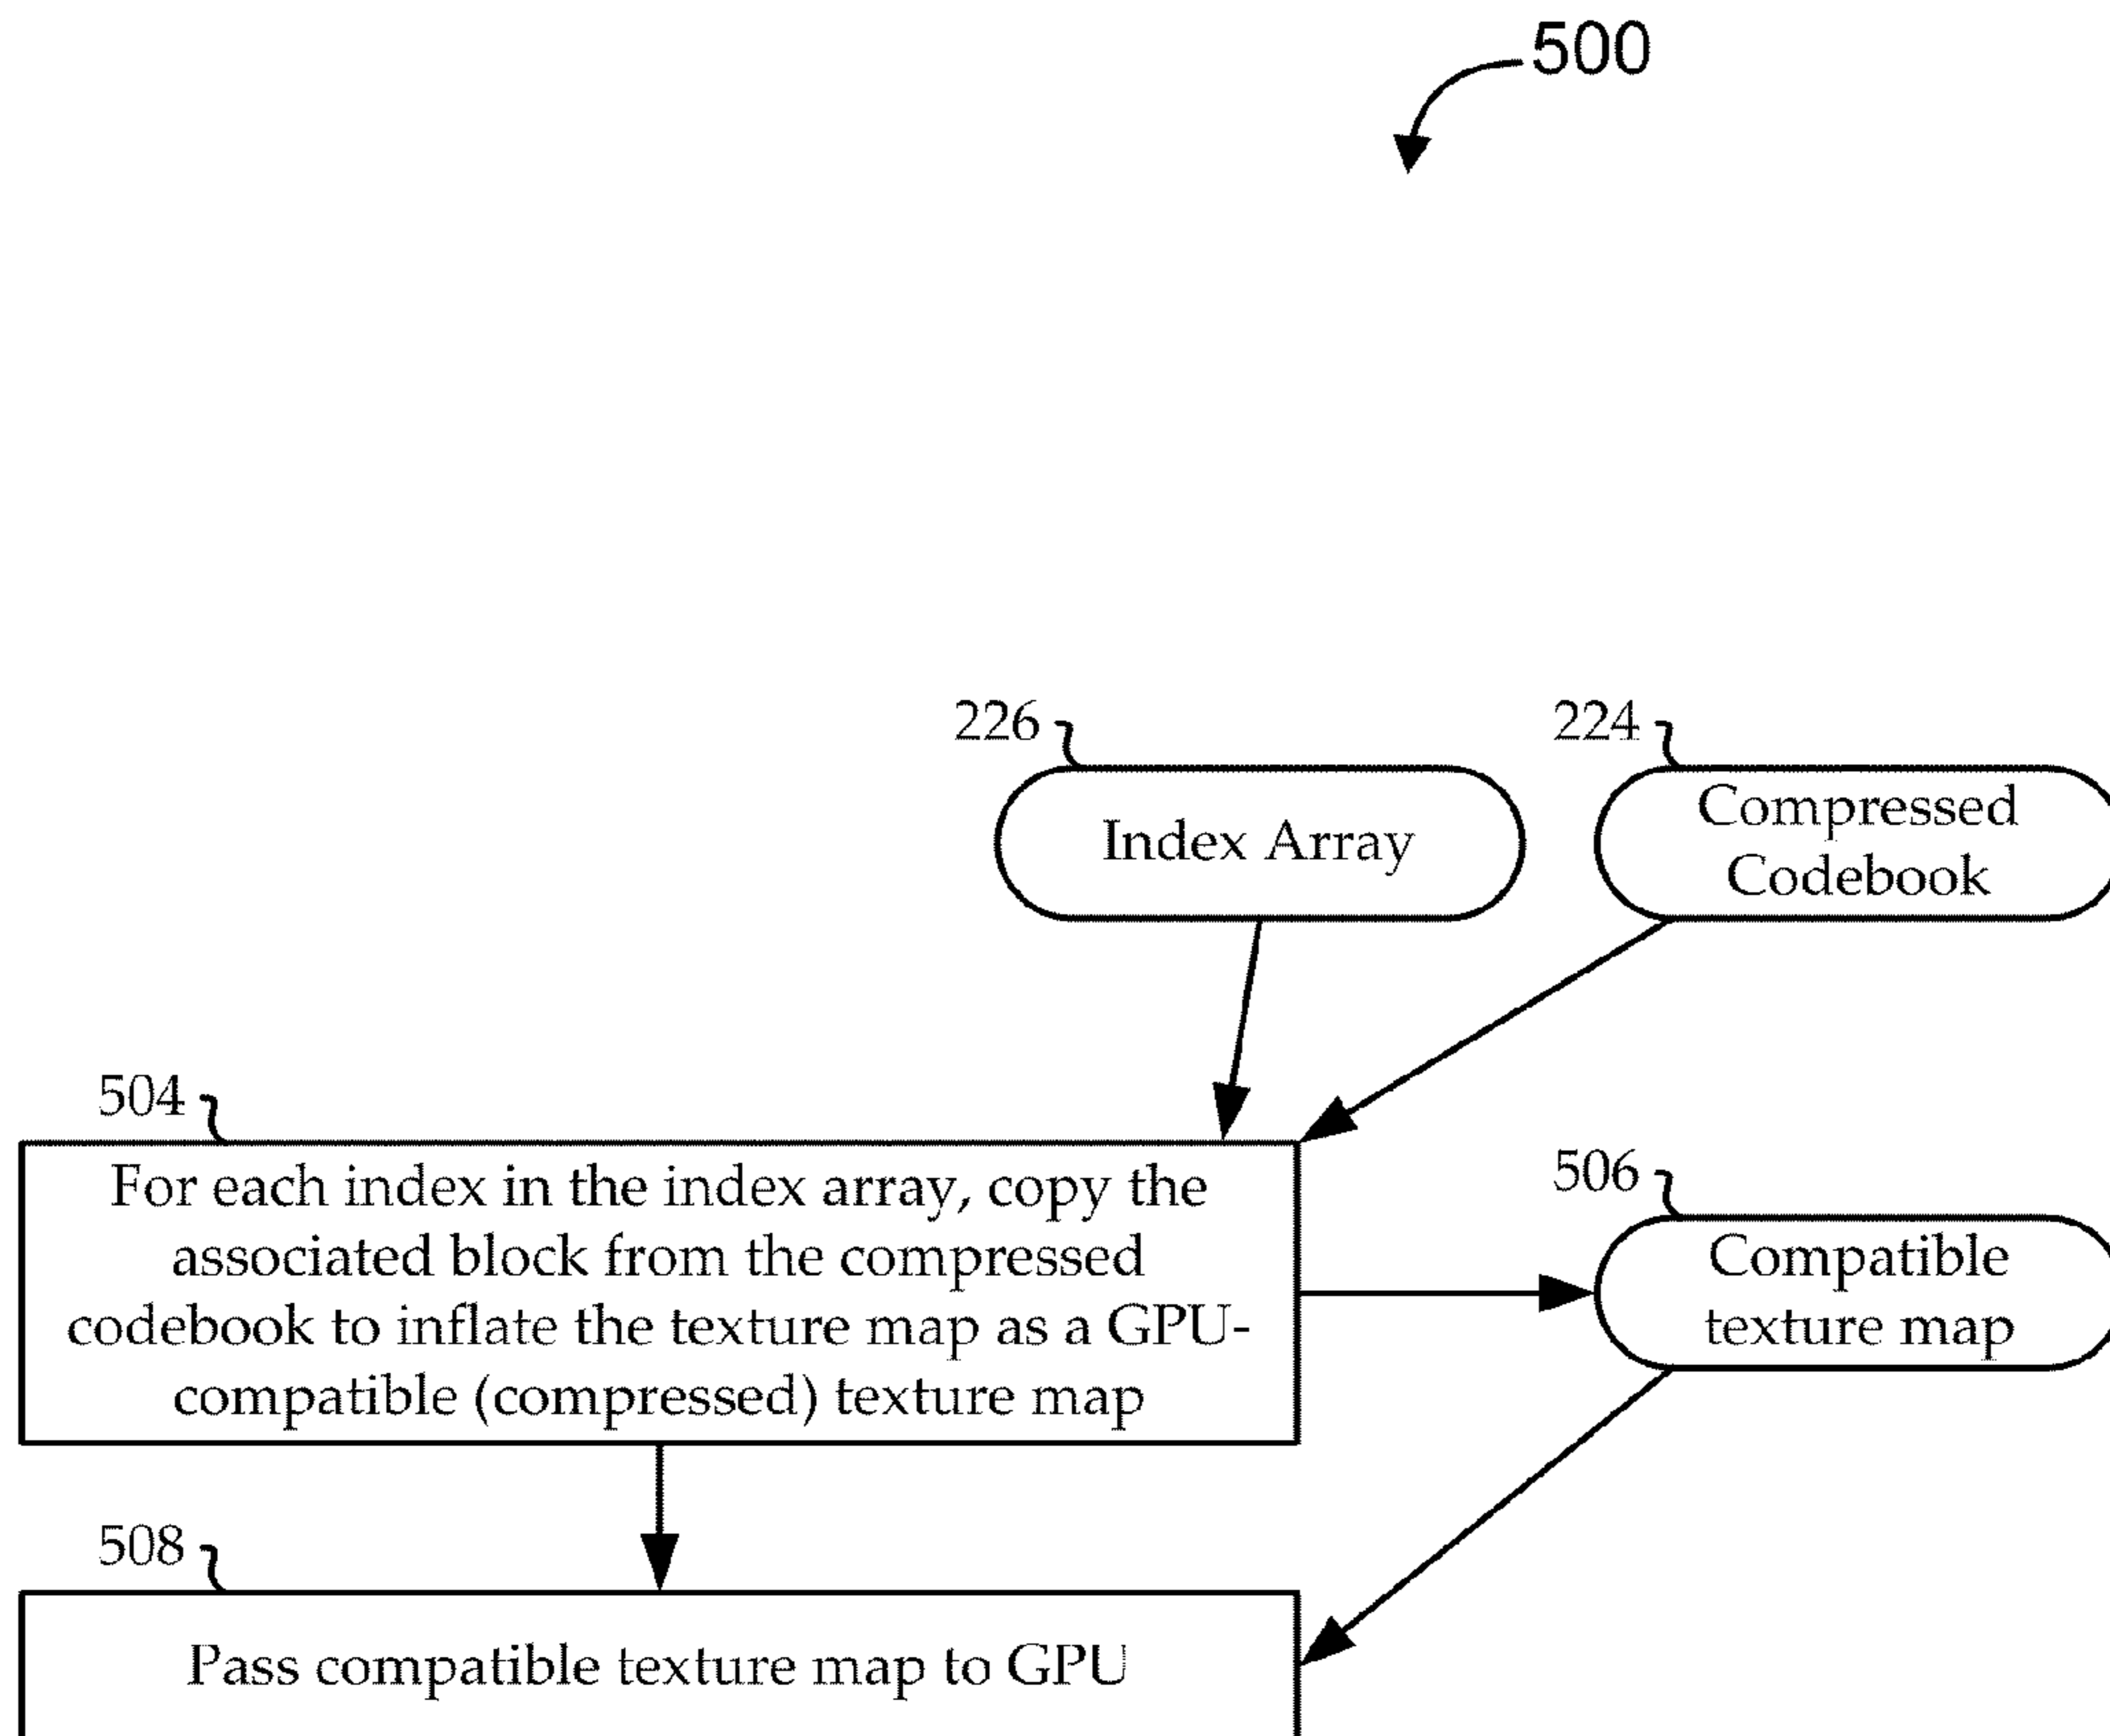 500
226
224
Index Array
Compressed
Codebook
504
For each index in the index array, copy the
associated block from the compressed
codebook to inflate the texture map as a GPU-
compatible (compressed) texture map
506
Compatible
texture map
508
Pass compatible texture map to GPU